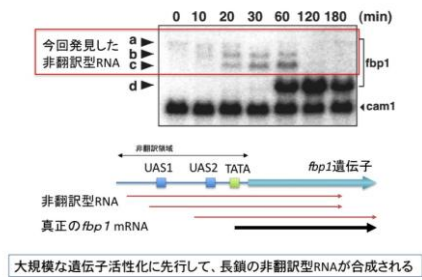 0 10 20 30 60 120 180 (min)
今回発見した
非翻訳型RNA
a
b
c
d
fbp1
cam1
非翻訳領域
UAS1 UAS2 TATA fbp1遺伝子
非翻訳型RNA
真正のfbp1 mRNA
大規模な遺伝子活性化に先行して、長鎖の非翻訳型RNAが合成される